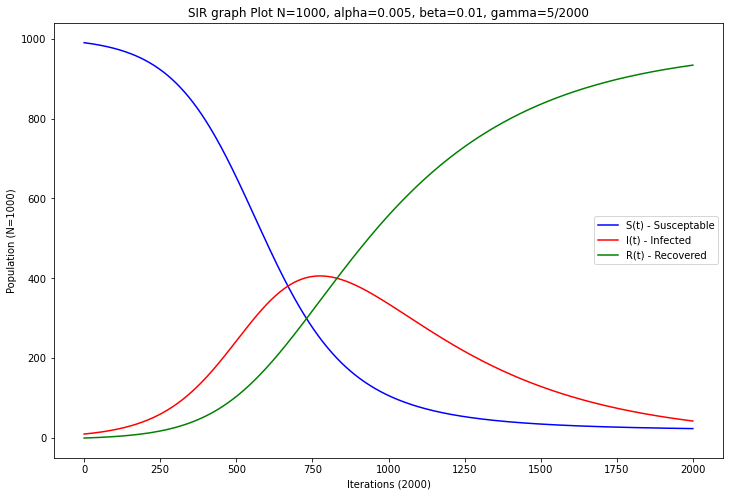 SIR graph Plot N=1000, alpha=0.005, beta=0.01, gamma=5/2000
1000
800
600
400
200
0
Population (N=1000)
S(t) - Susceptable
I(t) - Infected
R(t) - Recovered
0 250 500 750 1000 1250 1500 1750 2000
Iterations (2000)